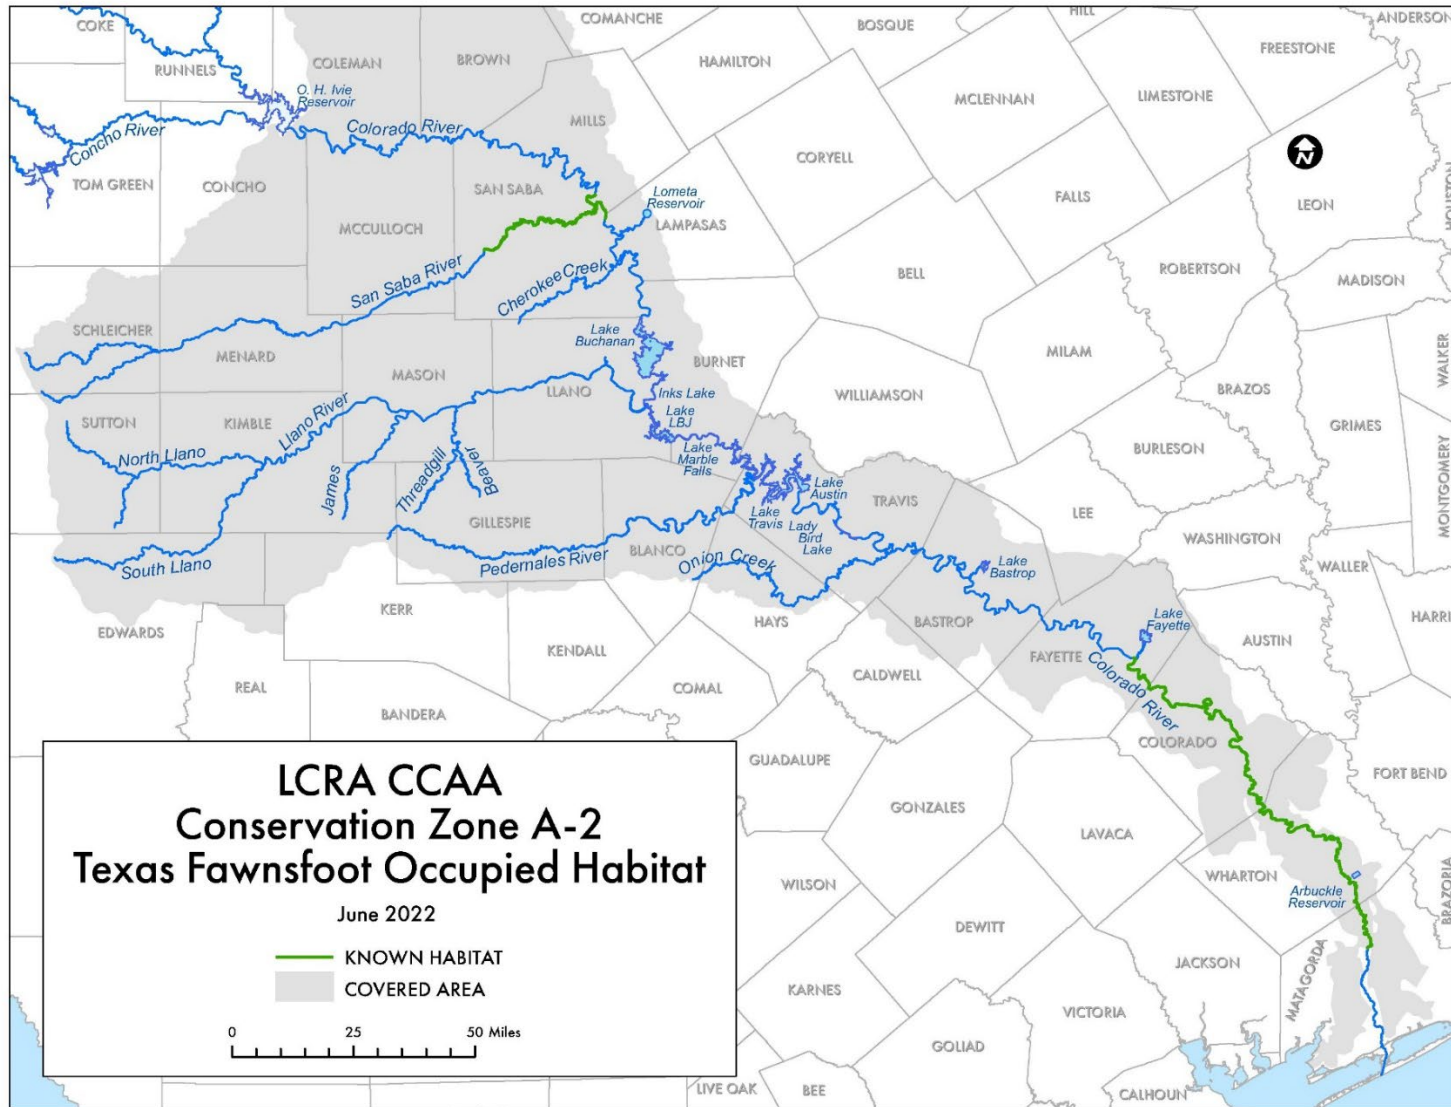 COKE
COMANCHE
BOSQUE
HILL
ANDERSON
RUNNELS
COLEMAN
BROWN
HAMILTON
FREESTONE
O. H. Ivie
Reservoir
MCLENNAN
LIMESTONE
Concho River
Colorado River
MILLS
CORYELL
N
TOM GREEN
CONCHO
SAN SABA
Lometa
Reservoir
FALLS
LEON
HOUSTON
MCCULLOCH
LAMPASAS
BELL
ROBERTSON
MADISON
San Saba River
Cherokee Creek
SCHLEICHER
MENARD
Lake
Buchanan
BURNET
MILAM
WALKER
MASON
LLANO
WILLIAMSON
BRAZOS
SUTTON
KIMBLE
Llano River
Inks Lake
Lake
LBJ
GRIMES
BURLESON
North Llano
James
Threadgill
Beaver
Lake
Marble
Falls
Lake
Austin
TRAVIS
MONTGOMERY
GILLESPIE
Lake
Travis
Lady
Bird
Lake
LEE
WASHINGTON
South Llano
Pedernales River
BLANCO
Onion Creek
Lake
Bastrop
WALLER
KERR
HAYS
BASTROP
Lake
Fayette
HARRI
EDWARDS
KENDALL
FAYETTE
AUSTIN
REAL
BANDERA
COMAL
CALDWELL
Colorado River
COLORADO
GUADALUPE
FORT BEND
GONZALES
LAVACA
WILSON
WHARTON
Arbuckle
Reservoir
BRAZORIA
DEWITT
JACKSON
MATAGORDA
KARNES
VICTORIA
GOLIAD
LIVE OAK
BEE
CALHOUN
LCRA CCAA
Conservation Zone A-2
Texas Fawnsfoot Occupied Habitat
June 2022
KNOWN HABITAT
COVERED AREA
0 25 50 Miles